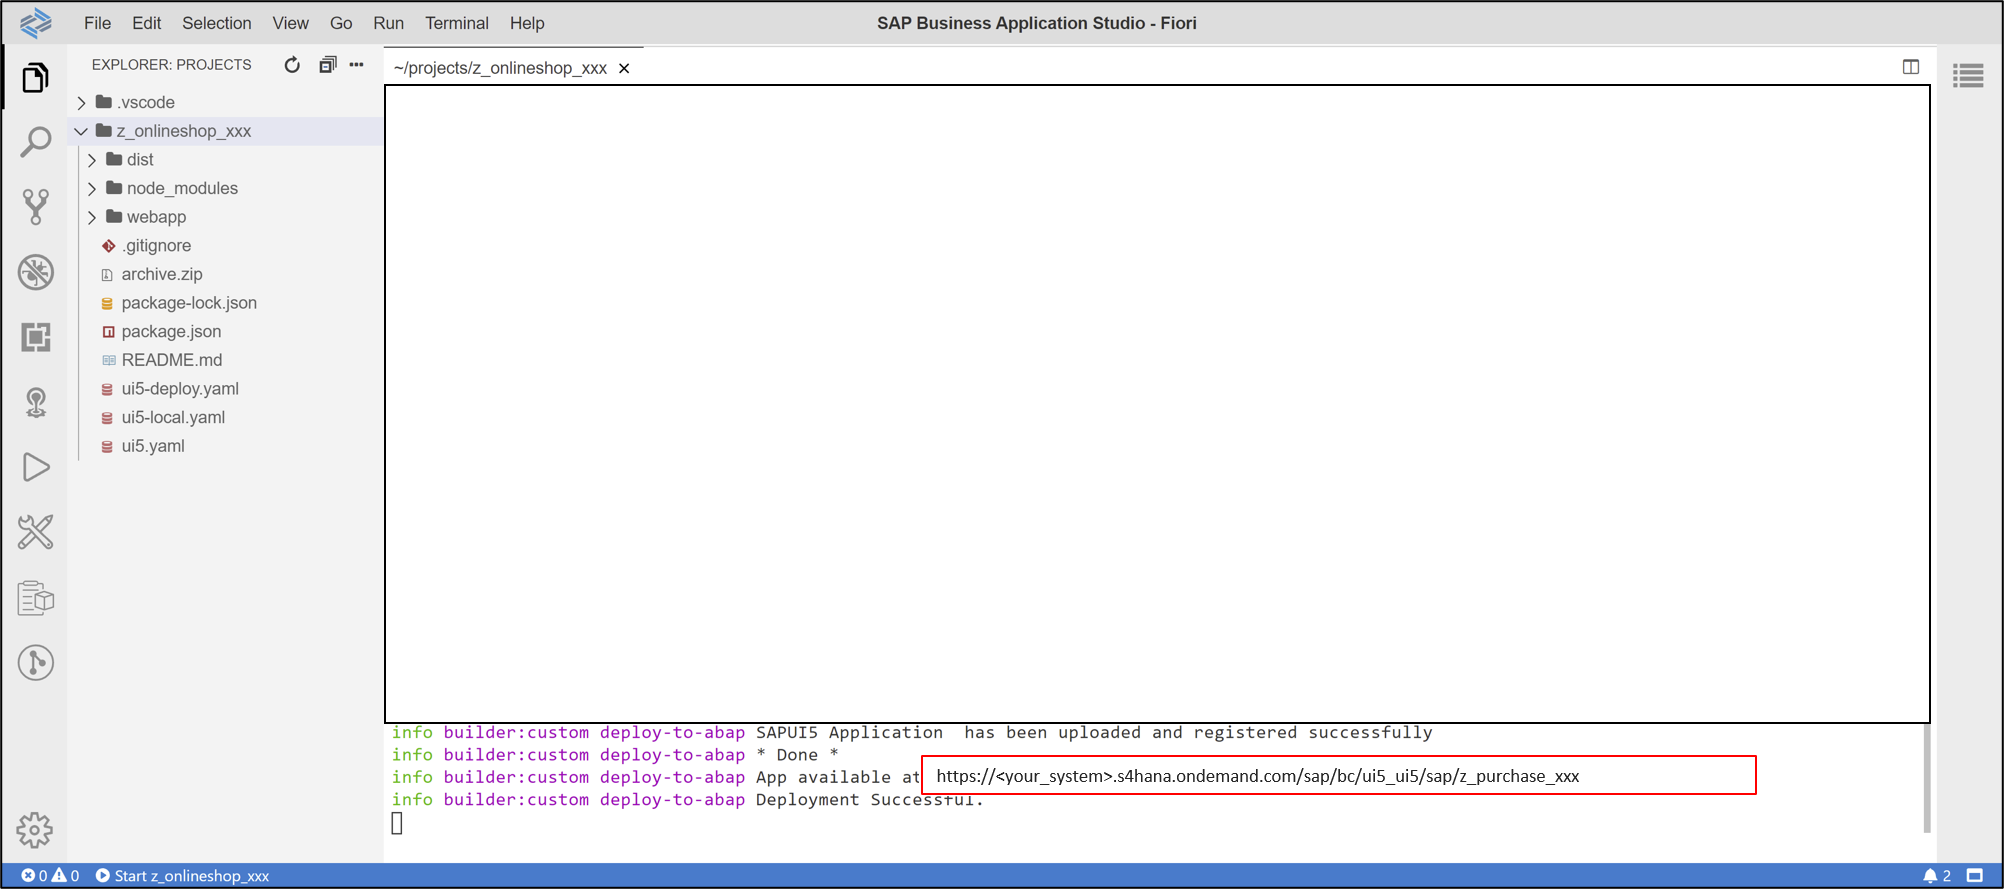 File Edit Selection View Go Run Terminal Help
SAP Business Application Studio - Fiori
EXPLORER: PROJECTS
~/projects/z_onlineshop_xxx
.vscode
z_onlineshop_xxx
dist
node_modules
webapp
.gitignore
archive.zip
package-lock.json
package.json
README.md
ui5-deploy.yaml
ui5-local.yaml
ui5.yaml
info builder:custom deploy-to-abap SAPUI5 Application  has been uploaded and registered successfully
info builder:custom deploy-to-abap * Done *
info builder:custom deploy-to-abap App available at https://<your_system>.s4hana.ondemand.com/sap/bc/ui5_ui5/sap/z_purchase_xxx
info builder:custom deploy-to-abap Deployment Successful.
0 0 Start z_onlineshop_xxx
2